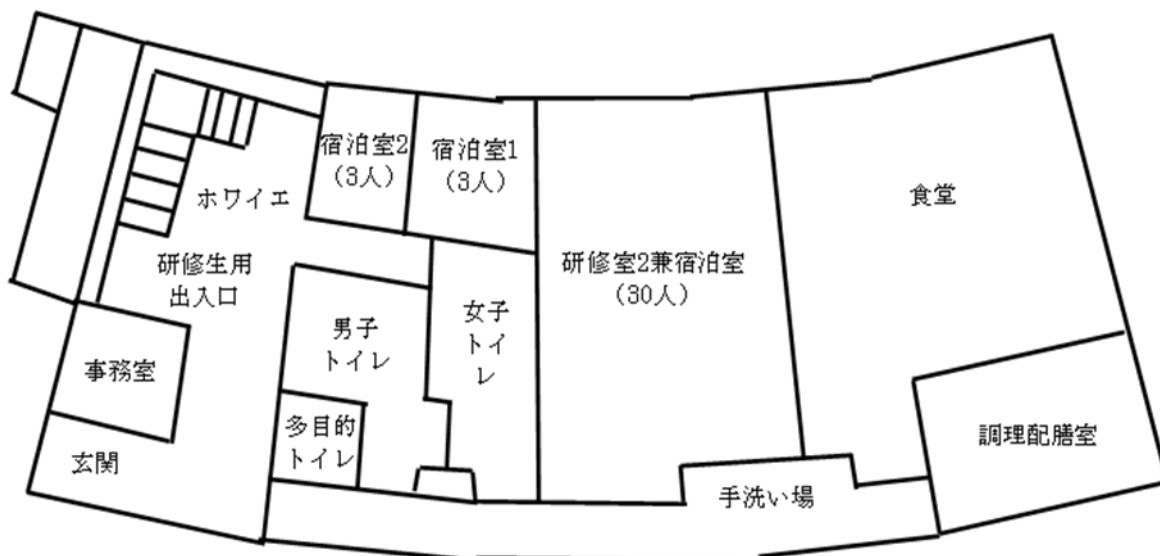 宿泊室2
（3人）
宿泊室1
（3人）
ホワイエ
研修生用
出入口
事務室
玄関
男子
トイレ
多目的
トイレ
女子
トイ
レ
研修室2兼宿泊室
（30人）
食堂
調理配膳室
手洗い場